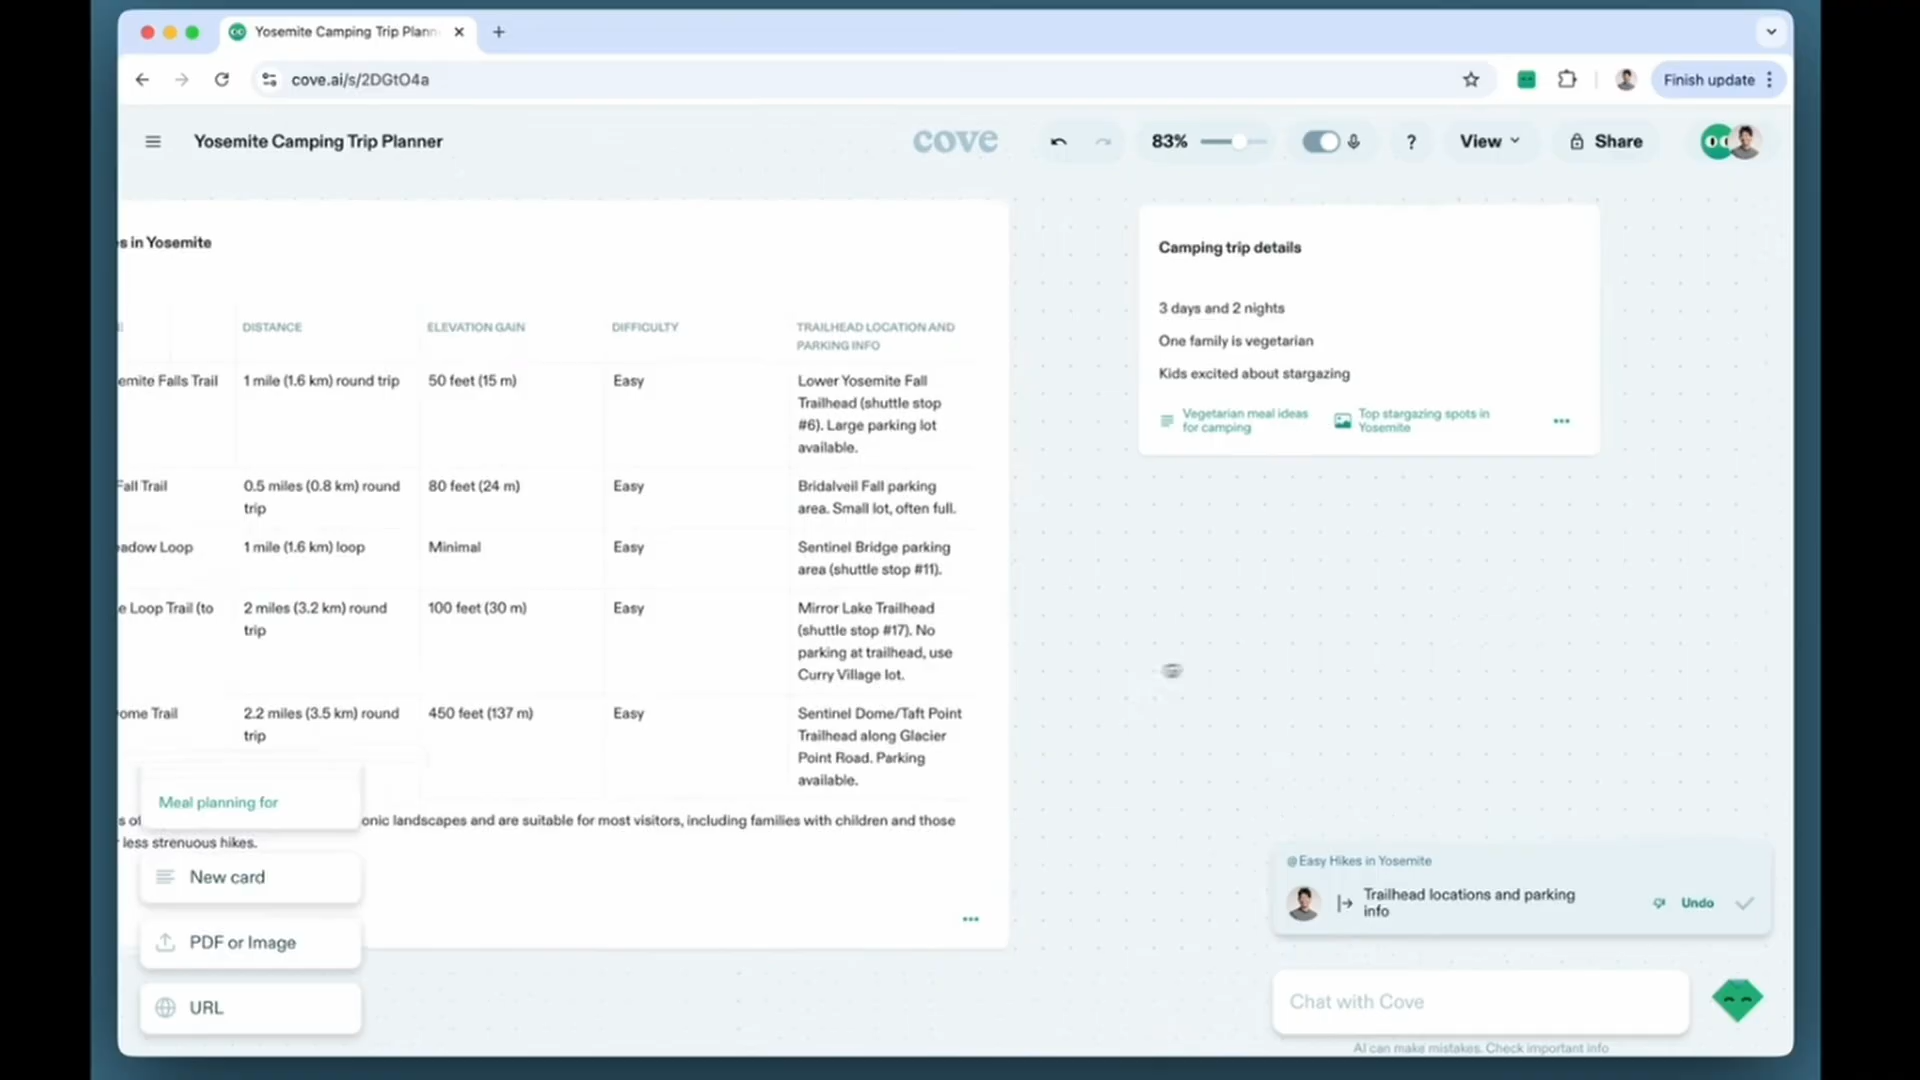 Yosemite Camping Trip Plann
cove.ai/s/2DGtO4a
Finish update
Yosemite Camping Trip Planner
cove
83%
?
View
Share
s in Yosemite
DISTANCE
ELEVATION GAIN
DIFFICULTY
TRAILHEAD LOCATION AND
PARKING INFO
emite Falls Trail
1 mile (1.6 km) round trip
50 feet (15 m)
Easy
Lower Yosemite Fall
Trailhead (shuttle stop
#6). Large parking lot
available.
Fall Trail
0.5 miles (0.8 km) round
trip
80 feet (24 m)
Easy
Bridalveil Fall parking
area. Small lot, often full.
eadow Loop
1 mile (1.6 km) loop
Minimal
Easy
Sentinel Bridge parking
area (shuttle stop #11).
e Loop Trail (to
2 miles (3.2 km) round
trip
100 feet (30 m)
Easy
Mirror Lake Trailhead
(shuttle stop #17). No
parking at trailhead, use
Curry Village lot.
ome Trail
2.2 miles (3.5 km) round
trip
450 feet (137 m)
Easy
Sentinel Dome/Taft Point
Trailhead along Glacier
Point Road. Parking
available.
s of
onic landscapes and are suitable for most visitors, including families with children and those
less strenuous hikes.
Meal planning for
New card
PDF or Image
URL
Camping trip details
3 days and 2 nights
One family is vegetarian
Kids excited about stargazing
Vegetarian meal ideas
for camping
Top stargazing spots in
Yosemite
@Easy Hikes in Yosemite
Trailhead locations and parking
info
Undo
Chat with Cove
AI can make mistakes. Check important info